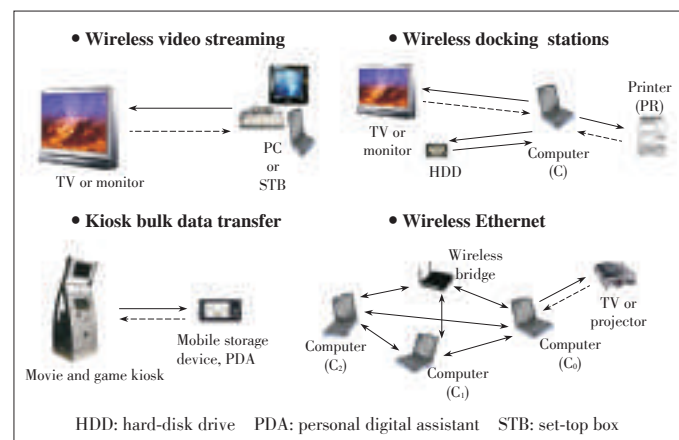 • Wireless video streaming
TV or monitor
PC
or
STB
• Wireless docking stations
TV or
monitor
HDD
Computer
(C)
Printer
(PR)
• Kiosk bulk data transfer
Movie and game kiosk
Mobile storage
device, PDA
• Wireless Ethernet
Wireless
bridge
Computer
(C₂)
Computer
(C₁)
Computer
(C₀)
TV or
projector
HDD: hard-disk drive PDA: personal digital assistant STB: set-top box